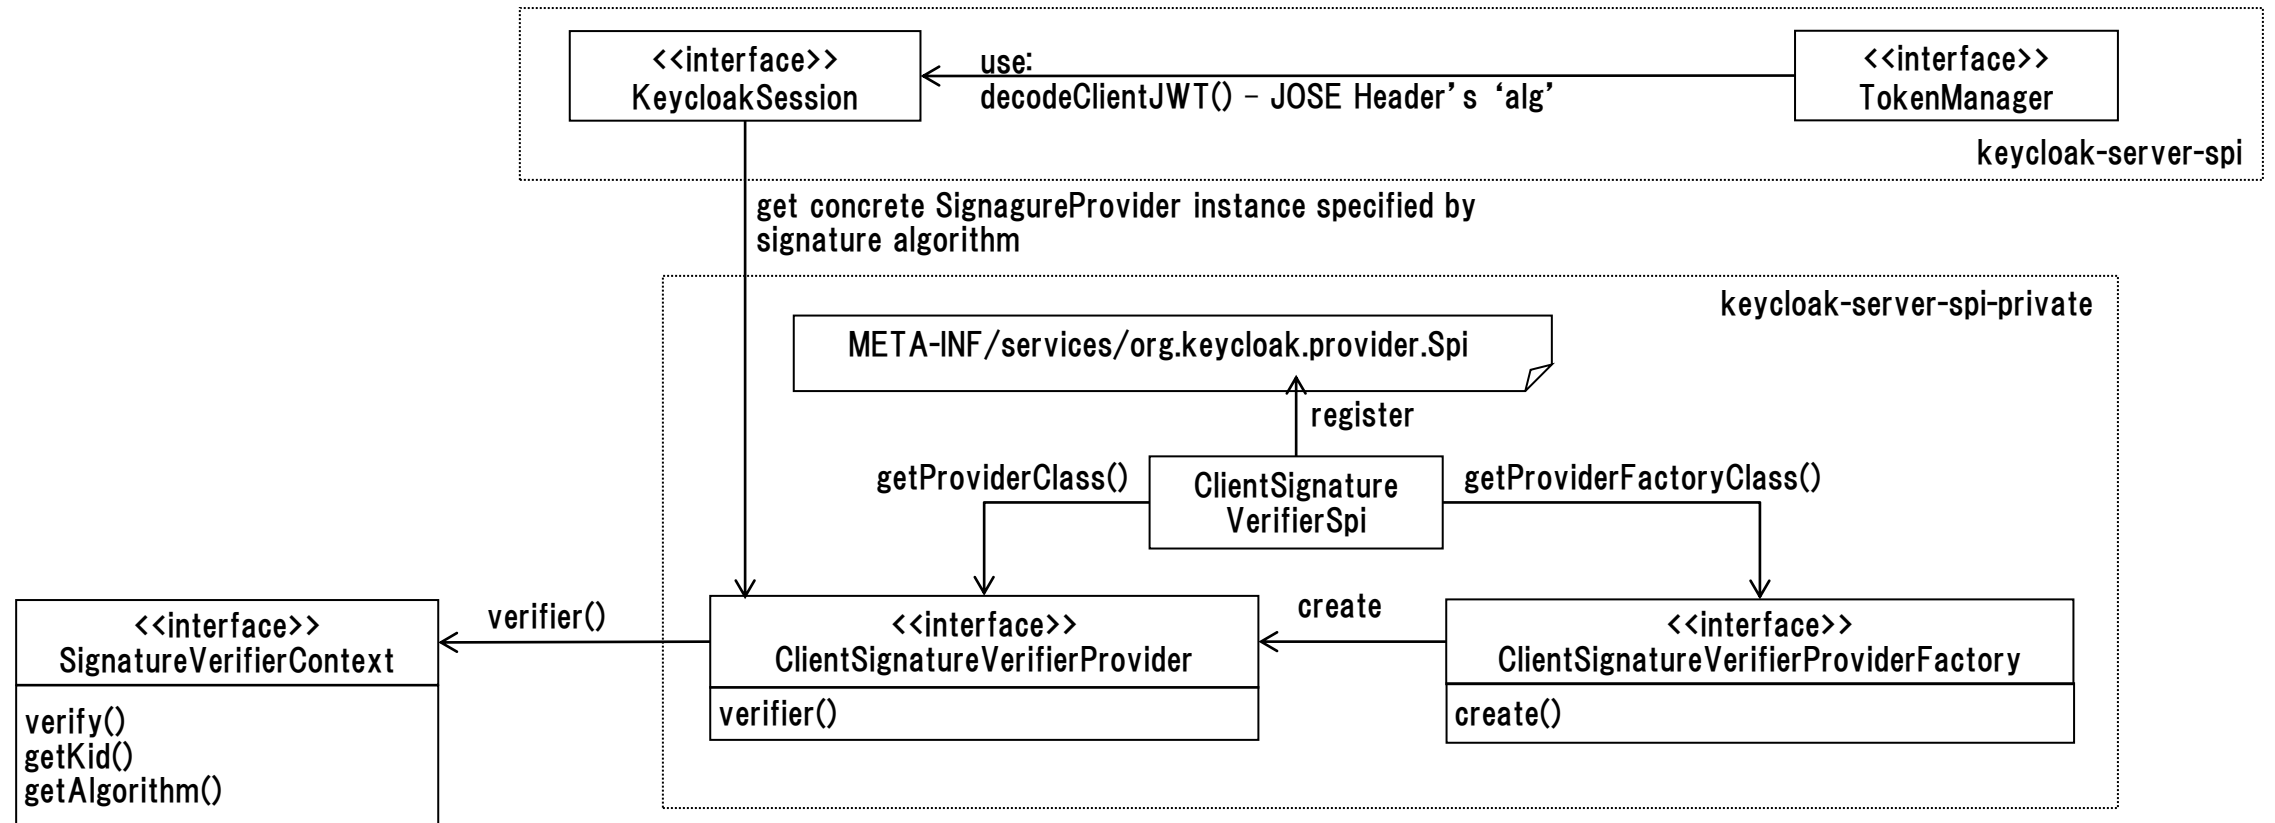 <<interface>>
KeycloakSession
use:
decodeClientJWT() – JOSE Header’s ‘alg’
<<interface>>
TokenManager
keycloak-server-spi
get concrete SignagureProvider instance specified by
signature algorithm
keycloak-server-spi-private
META-INF/services/org.keycloak.provider.Spi
register
getProviderClass()
ClientSignature
VerifierSpi
getProviderFactoryClass()
<<interface>>
SignatureVerifierContext
verify()
getKid()
getAlgorithm()
verifier()
<<interface>>
ClientSignatureVerifierProvider
verifier()
create
<<interface>>
ClientSignatureVerifierProviderFactory
create()